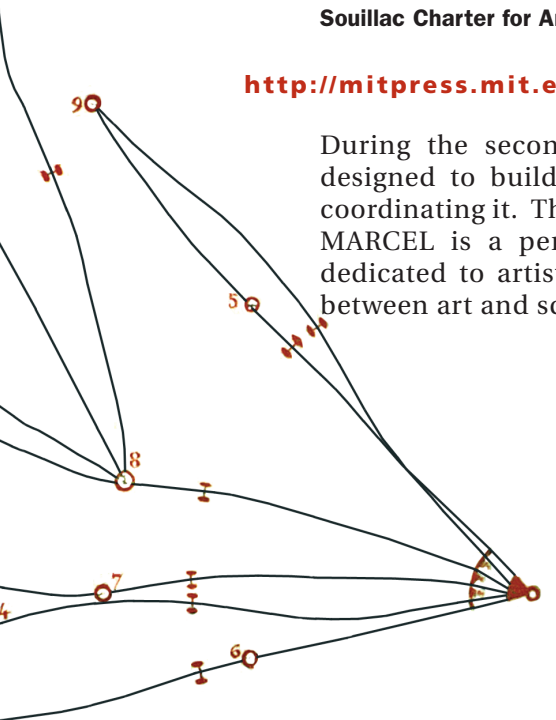 Souillac Charter for A
http://mitpress.mit.e
During the secon
designed to build
coordinating it. Th
MARCEL is a per
dedicated to artis
between art and sc
9
5
8
7
4
6